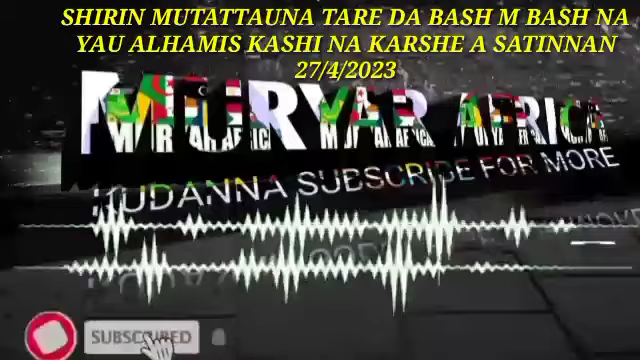 SHIRIN MUTATTAUNA TARE DA BASH M BASH NA
YAU ALHAMIS KASHI NA KARSHE A SATINNAN
27/4/2023
MURYAR AFRICA
KUDANNA SUBSCRIBE FOR MORE
SUBSCRIBED